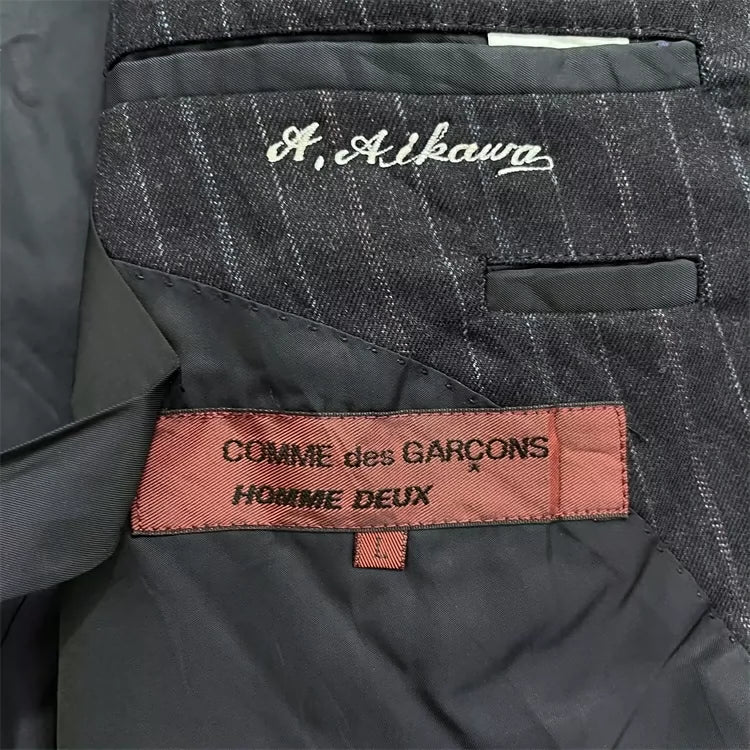 A. Aikawa
COMME des GARÇONS
HOMME DEUX
L